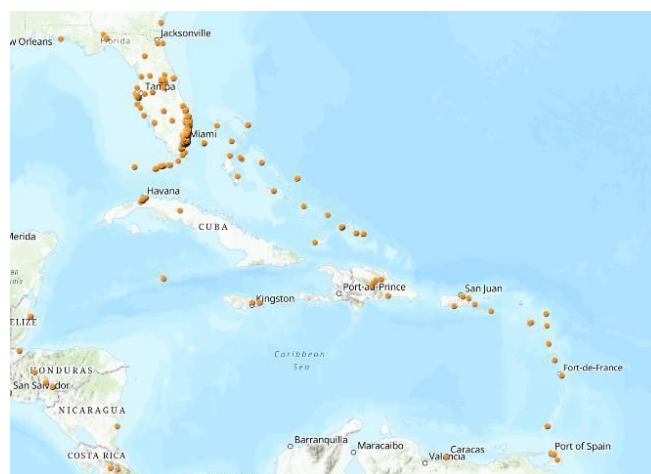 Jacksonville
w Orleans
Florida
Tampa
Miami
Havana
CUBA
Merida
Port-au-Prince
San Juan
Kingston
BELIZE
Caribbean
Sea
Fort-de-France
HONDURAS
San Salvador
NICARAGUA
Barranquilla
Maracaibo
Caracas
Valencia
Port of Spain
COSTA RICA